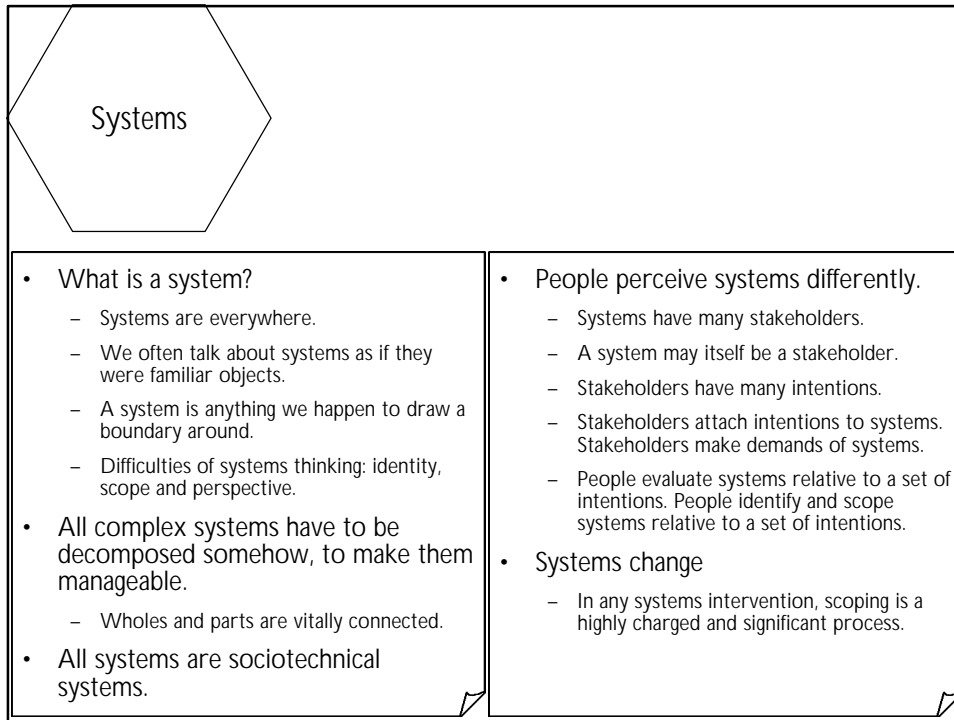 Systems
• What is a system?
– Systems are everywhere.
– We often talk about systems as if they
were familiar objects.
– A system is anything we happen to draw a
boundary around.
– Difficulties of systems thinking: identity,
scope and perspective.
• All complex systems have to be
decomposed somehow, to make them
manageable.
– Wholes and parts are vitally connected.
• All systems are sociotechnical
systems.
• People perceive systems differently.
– Systems have many stakeholders.
– A system may itself be a stakeholder.
– Stakeholders have many intentions.
– Stakeholders attach intentions to systems.
Stakeholders make demands of systems.
– People evaluate systems relative to a set of
intentions. People identify and scope
systems relative to a set of intentions.
• Systems change
– In any systems intervention, scoping is a
highly charged and significant process.